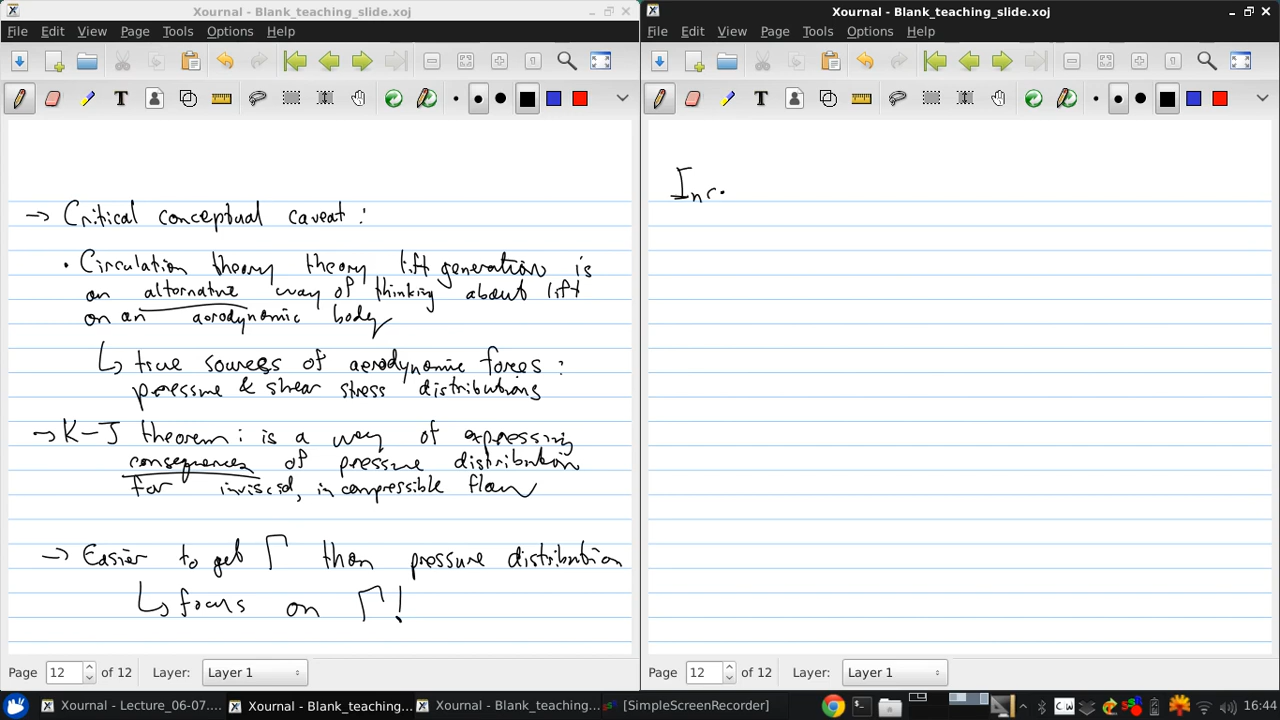 Xournal - Blank_teaching_slide.xoj
File Edit View Page Tools Options Help
→ Critical conceptual caveat :
• Circulation theory theory lift generation is
on alternative way of thinking about lift
on an aerodynamic body
↳ true sources of aerodynamic forces :
pressure & shear stress distributions
→ K-J theorem : is a way of expressing
consequences of pressure distribution
for inviscid, incompressible flow
→ Easier to get Γ than pressure distribution
↳ focus on Γ!
Page 12 of 12 Layer: Layer 1
Xournal - Blank_teaching_slide.xoj
File Edit View Page Tools Options Help
Inc.
Page 12 of 12 Layer: Layer 1
Xournal - Lecture_06-07.... Xournal - Blank_teaching_... Xournal - Blank_teaching_... [SimpleScreenRecorder] 16:44